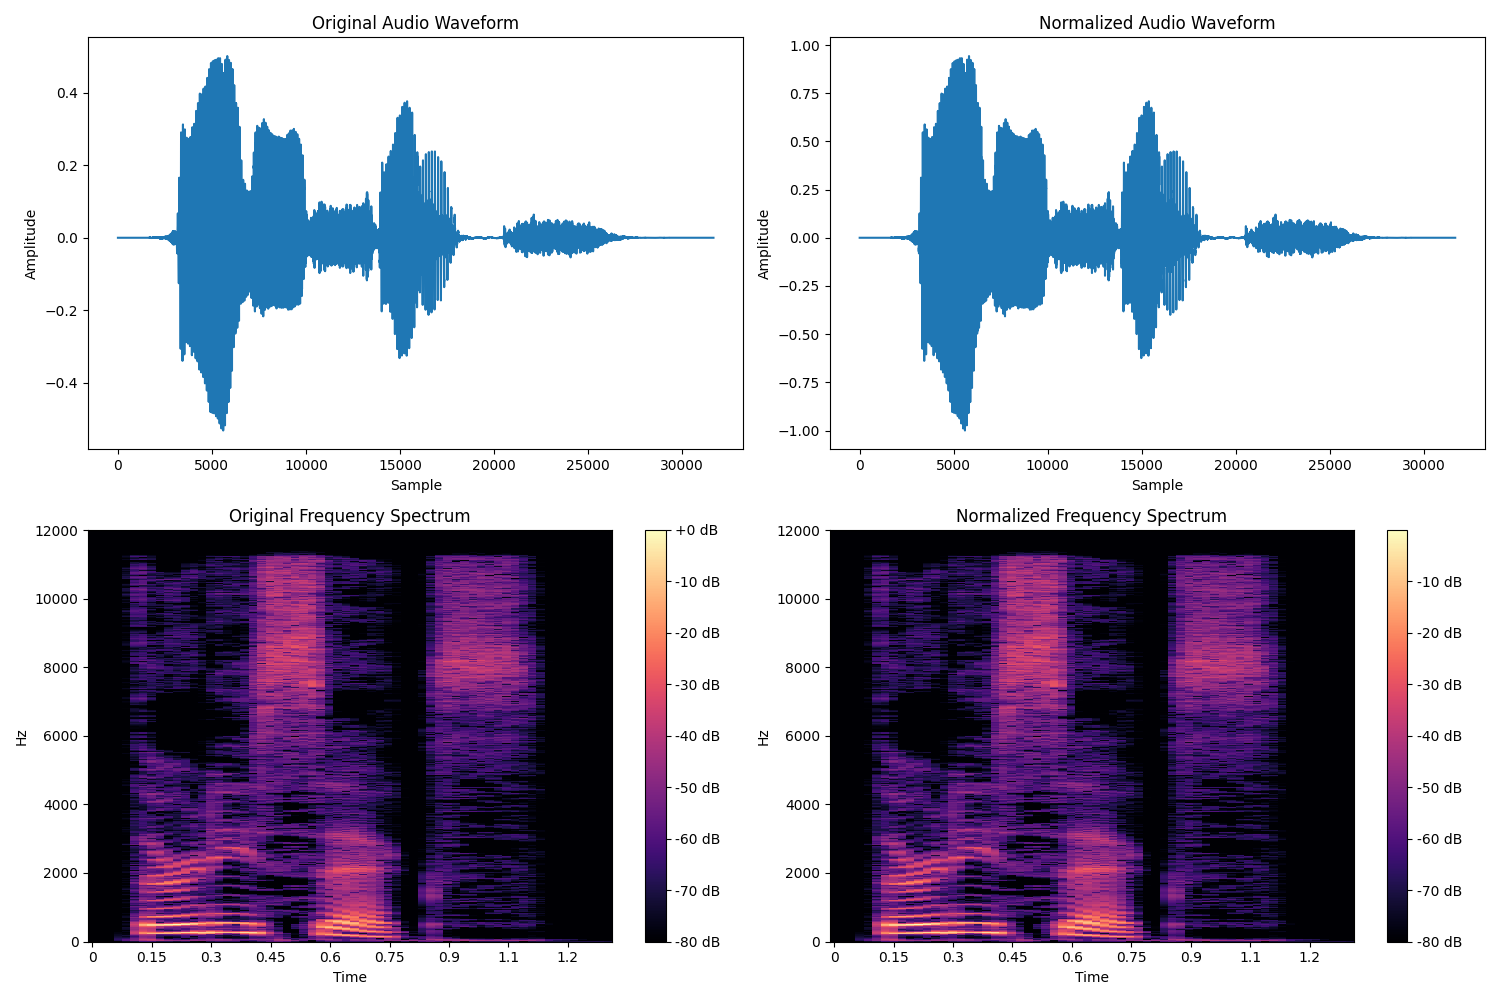 Original Audio Waveform
Amplitude
0.4
0.2
0.0
−0.2
−0.4
0 5000 10000 15000 20000 25000 30000
Sample
Normalized Audio Waveform
Amplitude
1.00
0.75
0.50
0.25
0.00
−0.25
−0.50
−0.75
−1.00
0 5000 10000 15000 20000 25000 30000
Sample
Original Frequency Spectrum
Hz
12000
10000
8000
6000
4000
2000
0
0 0.15 0.3 0.45 0.6 0.75 0.9 1.1 1.2
Time
+0 dB
-10 dB
-20 dB
-30 dB
-40 dB
-50 dB
-60 dB
-70 dB
-80 dB
Normalized Frequency Spectrum
Hz
12000
10000
8000
6000
4000
2000
0
0 0.15 0.3 0.45 0.6 0.75 0.9 1.1 1.2
Time
-10 dB
-20 dB
-30 dB
-40 dB
-50 dB
-60 dB
-70 dB
-80 dB